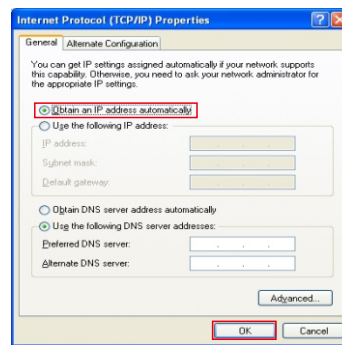 Internet Protocol (TCP/IP) Properties
General
Alternate Configuration
You can get IP settings assigned automatically if your network supports
this capability. Otherwise, you need to ask your network administrator for
the appropriate IP settings.
Obtain an IP address automatically
Use the following IP address:
IP address:
Subnet mask:
Default gateway:
Obtain DNS server address automatically
Use the following DNS server addresses:
Preferred DNS server:
Alternate DNS server:
Advanced...
OK
Cancel